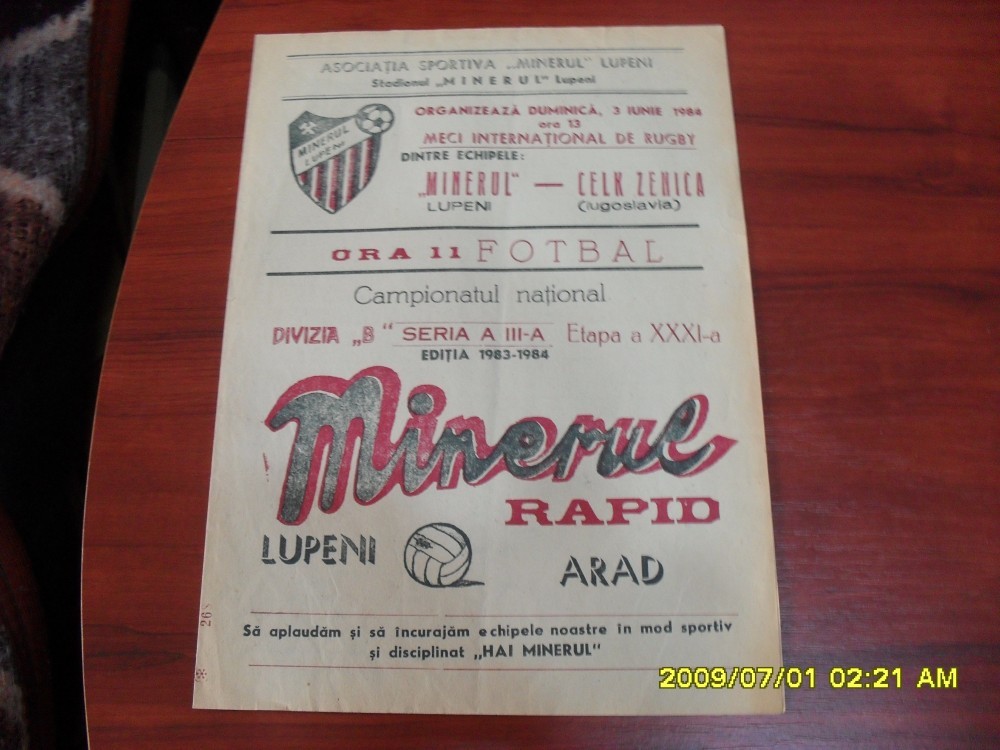 ASOCIAȚIA SPORTIVA „MINERUL" LUPENI
Stadionul „MINERUL" Lupeni
MINERUL
LUPENI
ORGANIZEAZĂ DUMINICĂ, 3 IUNIE 1984
ora 13
MECI INTERNAȚIONAL DE RUGBY
DINTRE ECHIPELE:
„MINERUL" — CELK ZENICA
LUPENI (Iugoslavia)
ORA 11 FOTBAL
Campionatul național
DIVIZIA „B" SERIA A III-A Etapa a XXXI-a
EDIȚIA 1983-1984
Minerul
RAPID
LUPENI
ARAD
Să aplaudăm și să încurajăm echipele noastre în mod sportiv
și disciplinat „HAI MINERUL"
26
2009/07/01 02:21 AM